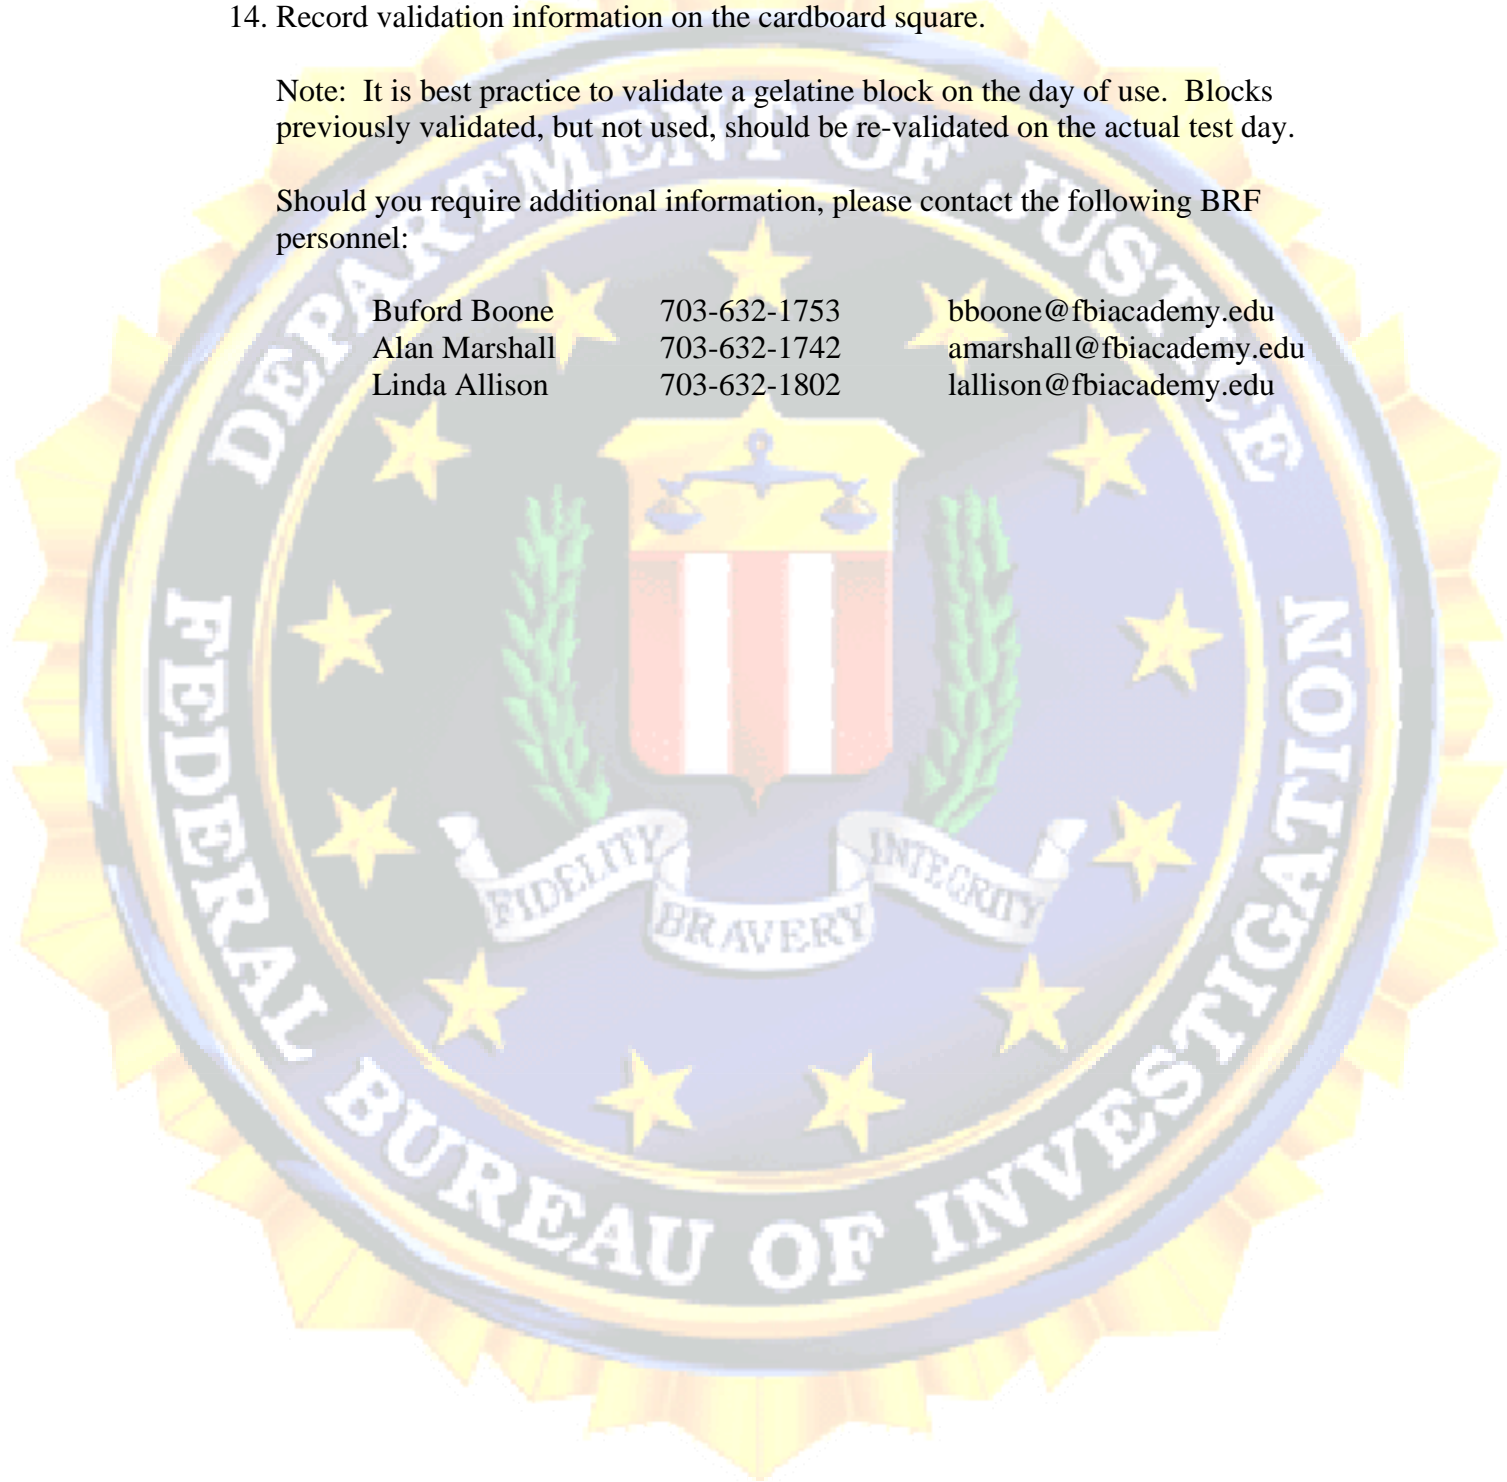 14. Record validation information on the cardboard square.
Note: It is best practice to validate a gelatine block on the day of use. Blocks
previously validated, but not used, should be re-validated on the actual test day.
Should you require additional information, please contact the following BRF
personnel:
Buford Boone 703-632-1753 bboone@fbiacademy.edu
Alan Marshall 703-632-1742 amarshall@fbiacademy.edu
Linda Allison 703-632-1802 lallison@fbiacademy.edu
DEPARTMENT OF JUSTICE
FIDELITY
BRAVERY
INTEGRITY
FEDERAL BUREAU OF INVESTIGATION